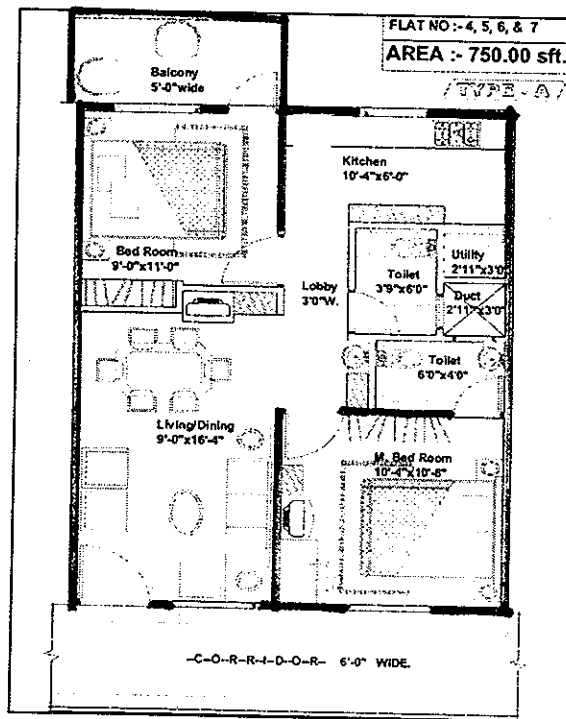 FLAT NO :- 4, 5, 6, & 7
AREA :- 750.00 sft.
TYPE - A
Balcony
5'-0"wide
Kitchen
10'-4"x6'-0"
Bed Room
9'-0"x11'-0"
Lobby
3'0"W.
Toilet
3'9"x6'0"
Utility
2'11"x3'0"
Duct
2'11"x3'0"
Toilet
6'0"x4'0"
Living/Dining
9'-0"x16'-4"
M. Bed Room
10'-4"x10'-8"
--C--O--R--R--I--D--O--R-- 6'-0" WIDE.